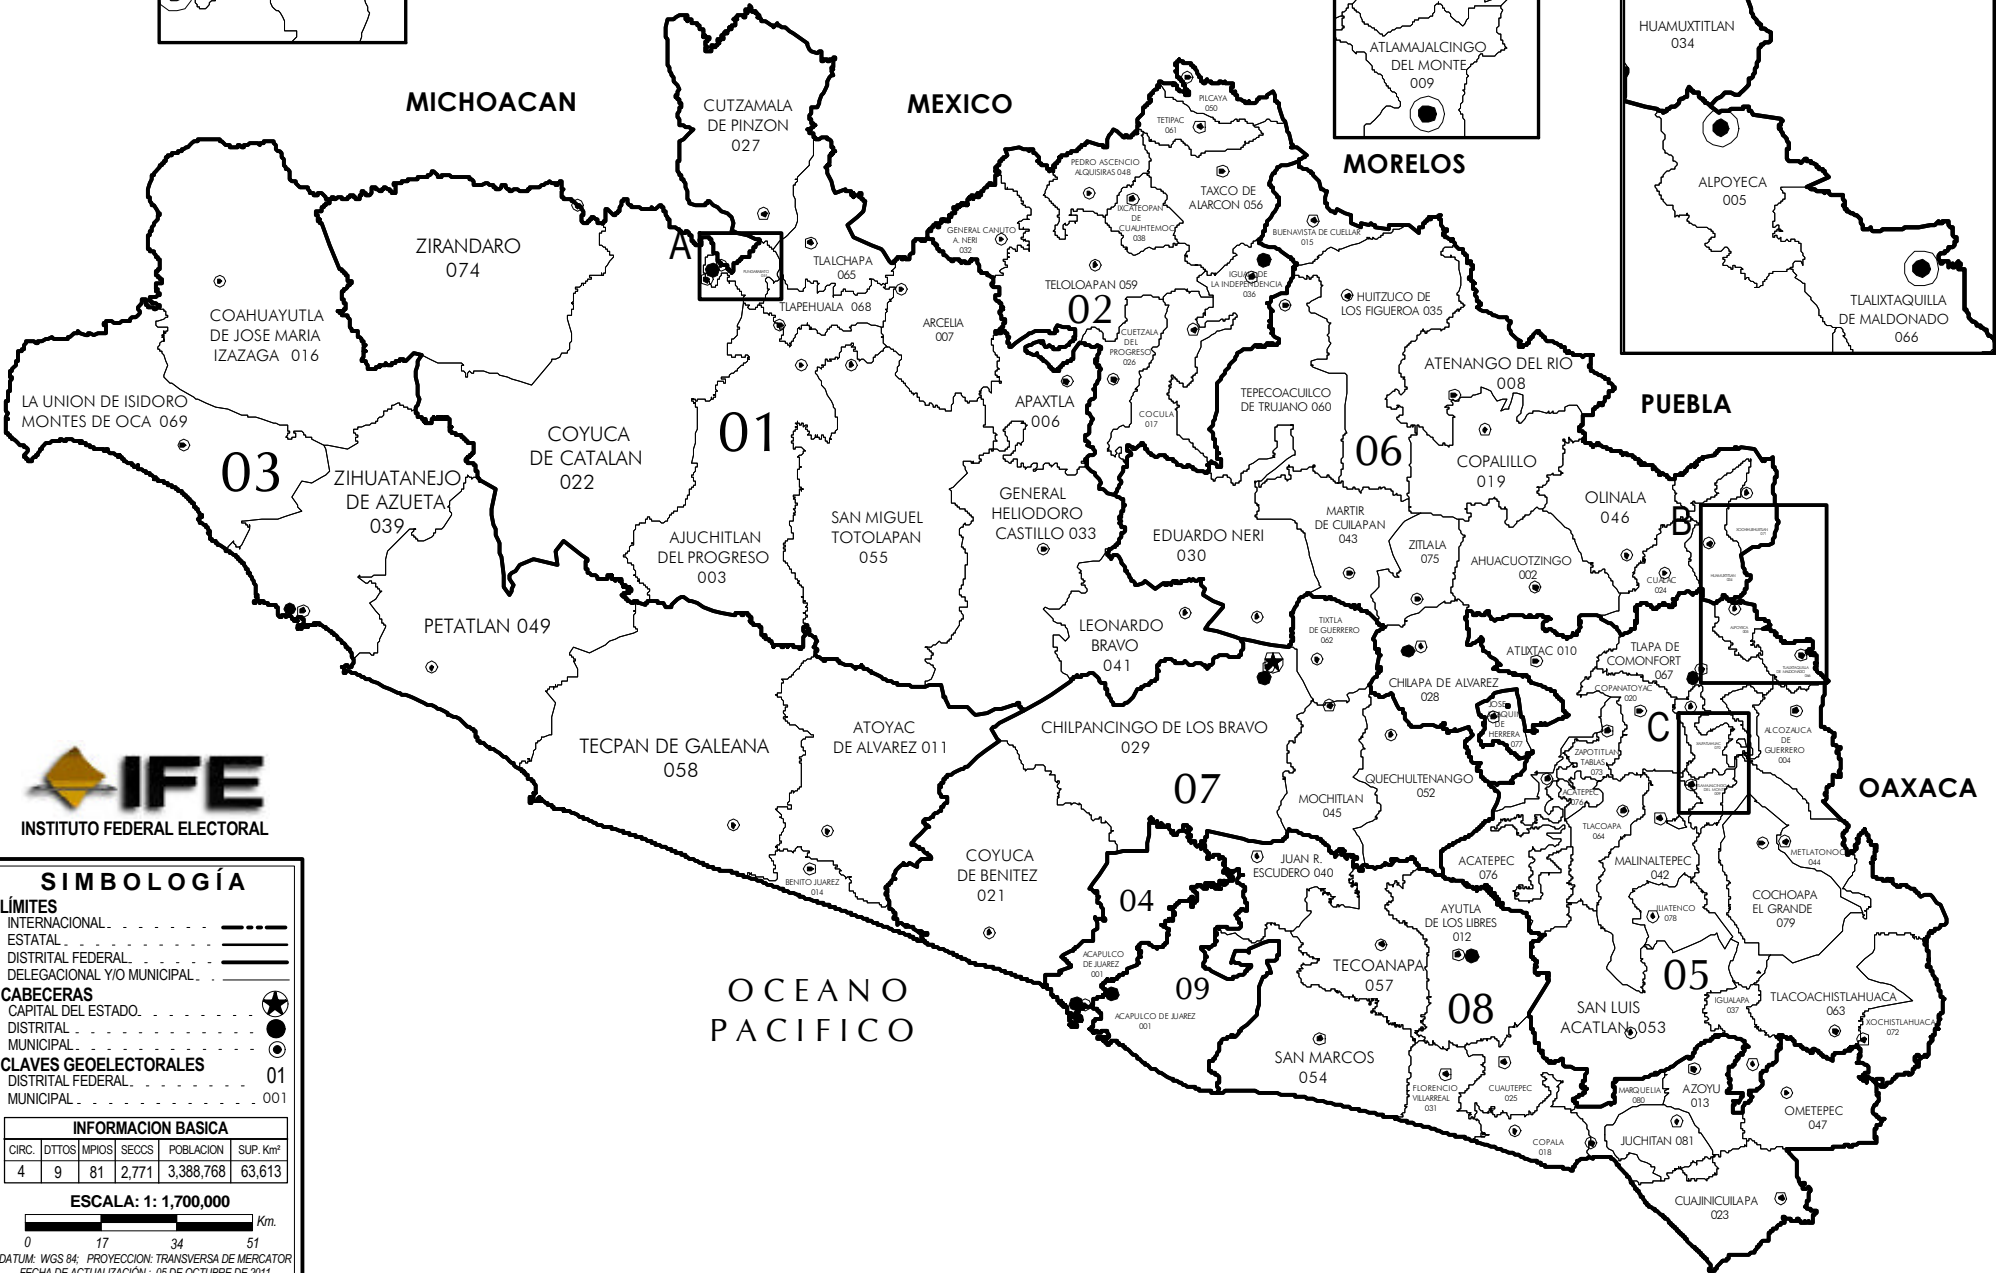 HUAMUXTITLAN
034
ATLAMAJALCINGO
DEL MONTE
009
ALPOYECA
005
TLALIXTAQUILLA
DE MALDONADO
066
MICHOACAN
MEXICO
MORELOS
PUEBLA
OAXACA
CUTZAMALA
DE PINZON
027
PILCAYA
050
TETIPAC
061
PEDRO ASCENCIO
ALQUISIRAS 048
TAXCO DE
ALARCON 056
IXCATEOPAN
DE
CUAUHTEMOC
038
GENERAL CANUTO
A. NERI
032
BUENAVISTA DE CUELLAR
015
ZIRANDARO
074
A
TLALCHAPA
065
TLAPEHUALA 068
TELOLOAPAN 059
02
IGUALA DE
LA INDEPENDENCIA
036
HUITZUCO DE
LOS FIGUEROA 035
COAHUAYUTLA
DE JOSE MARIA
IZAZAGA 016
ARCELIA
007
CUETZALA
DEL
PROGRESO
026
ATENANGO DEL RIO
008
LA UNION DE ISIDORO
MONTES DE OCA 069
APAXTLA
006
COCULA
017
TEPECOACUILCO
DE TRUJANO 060
01
COYUCA
DE CATALAN
022
06
COPALILLO
019
03
ZIHUATANEJO
DE AZUETA
039
GENERAL
HELIODORO
CASTILLO 033
OLINALA
046
B
AJUCHITLAN
DEL PROGRESO
003
SAN MIGUEL
TOTOLAPAN
055
EDUARDO NERI
030
MARTIR
DE CUILAPAN
043
ZITLALA
075
AHUACUOTZINGO
002
CUALAC
024
PETATLAN 049
LEONARDO
BRAVO
041
TIXTLA
DE GUERRERO
062
ATLIXTAC 010
TLAPA DE
COMONFORT
067
CHILAPA DE ALVAREZ
028
COPANATOYAC
020
JOSE
JOAQUIN
DE
HERRERA
077
C
ALCOZAUCA
DE
GUERRERO
004
TECPAN DE GALEANA
058
ATOYAC
DE ALVAREZ 011
CHILPANCINGO DE LOS BRAVO
029
07
MOCHITLAN
045
QUECHULTENANGO
052
ZAPOTITLAN
TABLAS
073
ACATEPEC
076
TLACOAPA
064
BENITO JUAREZ
014
COYUCA
DE BENITEZ
021
JUAN R.
ESCUDERO 040
ACATEPEC
076
MALINALTEPEC
042
METLATONOC
044
COCHOAPA
EL GRANDE
079
ILIATENCO
078
04
AYUTLA
DE LOS LIBRES
012
ACAPULCO
DE JUAREZ
001
09
ACAPULCO DE JUAREZ
001
TECOANAPA
057
08
05
SAN LUIS
ACATLAN 053
IGUALAPA
037
TLACOACHISTLAHUACA
063
XOCHISTLAHUACA
072
SAN MARCOS
054
FLORENCIO
VILLARREAL
031
CUAUTEPEC
025
MARQUELIA
080
AZOYU
013
OMETEPEC
047
COPALA
018
JUCHITAN 081
CUAJINICUILAPA
023
OCEANO
PACIFICO
IFE
INSTITUTO FEDERAL ELECTORAL
SIMBOLOGÍA
LÍMITES
INTERNACIONAL
ESTATAL
DISTRITAL FEDERAL
DELEGACIONAL Y/O MUNICIPAL
CABECERAS
CAPITAL DEL ESTADO
DISTRITAL
MUNICIPAL
CLAVES GEOELECTORALES
DISTRITAL FEDERAL 01
MUNICIPAL 001
INFORMACION BASICA
CIRC. DTTOS MPIOS SECCS POBLACION SUP. Km²
4 9 81 2,771 3,388,768 63,613
ESCALA: 1: 1,700,000
Km.
0 17 34 51
DATUM: WGS 84; PROYECCION: TRANSVERSA DE MERCATOR
FECHA DE ACTUALIZACIÓN : 05 DE OCTUBRE DE 2011